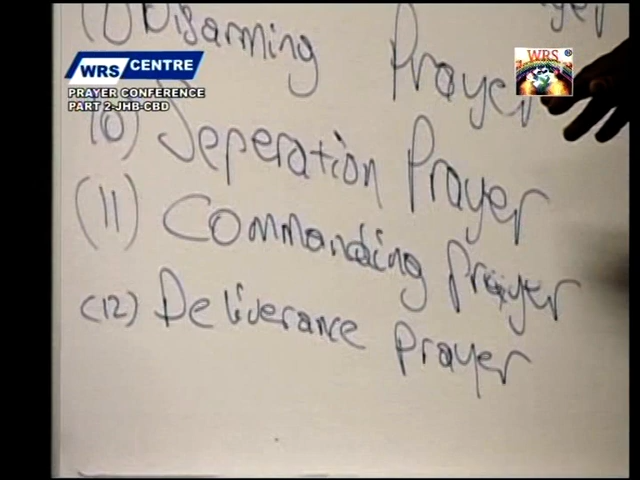 Disarming Prayer
WRS CENTRE
WRS ®
PRAYER CONFERENCE
PART 2-JHB-CBD
(10) Seperation Prayer
(11) Commanding Prayer
(12) Deliverance Prayer